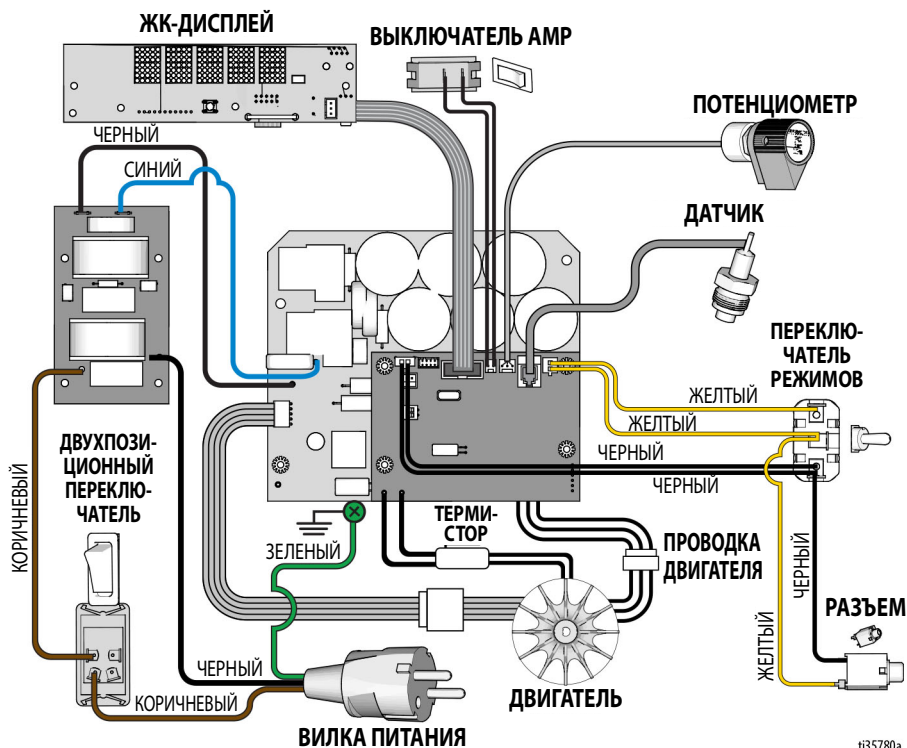 ЖК-ДИСПЛЕЙ
ВЫКЛЮЧАТЕЛЬ AMP
ПОТЕНЦИОМЕТР
ЧЕРНЫЙ
СИНИЙ
ДАТЧИК
ПЕРЕКЛЮ-
ЧАТЕЛЬ
РЕЖИМОВ
ЖЕЛТЫЙ
ЖЕЛТЫЙ
ЧЕРНЫЙ
ЧЕРНЫЙ
ДВУХПОЗИ-
ЦИОННЫЙ
ПЕРЕКЛЮ-
ЧАТЕЛЬ
КОРИЧНЕВЫЙ
ЗЕЛЕНЫЙ
ТЕРМИ-
СТОР
ПРОВОДКА
ДВИГАТЕЛЯ
ЧЕРНЫЙ
РАЗЪЕМ
ЖЕЛТЫЙ
ЧЕРНЫЙ
КОРИЧНЕВЫЙ
ДВИГАТЕЛЬ
ВИЛКА ПИТАНИЯ
ti35780a